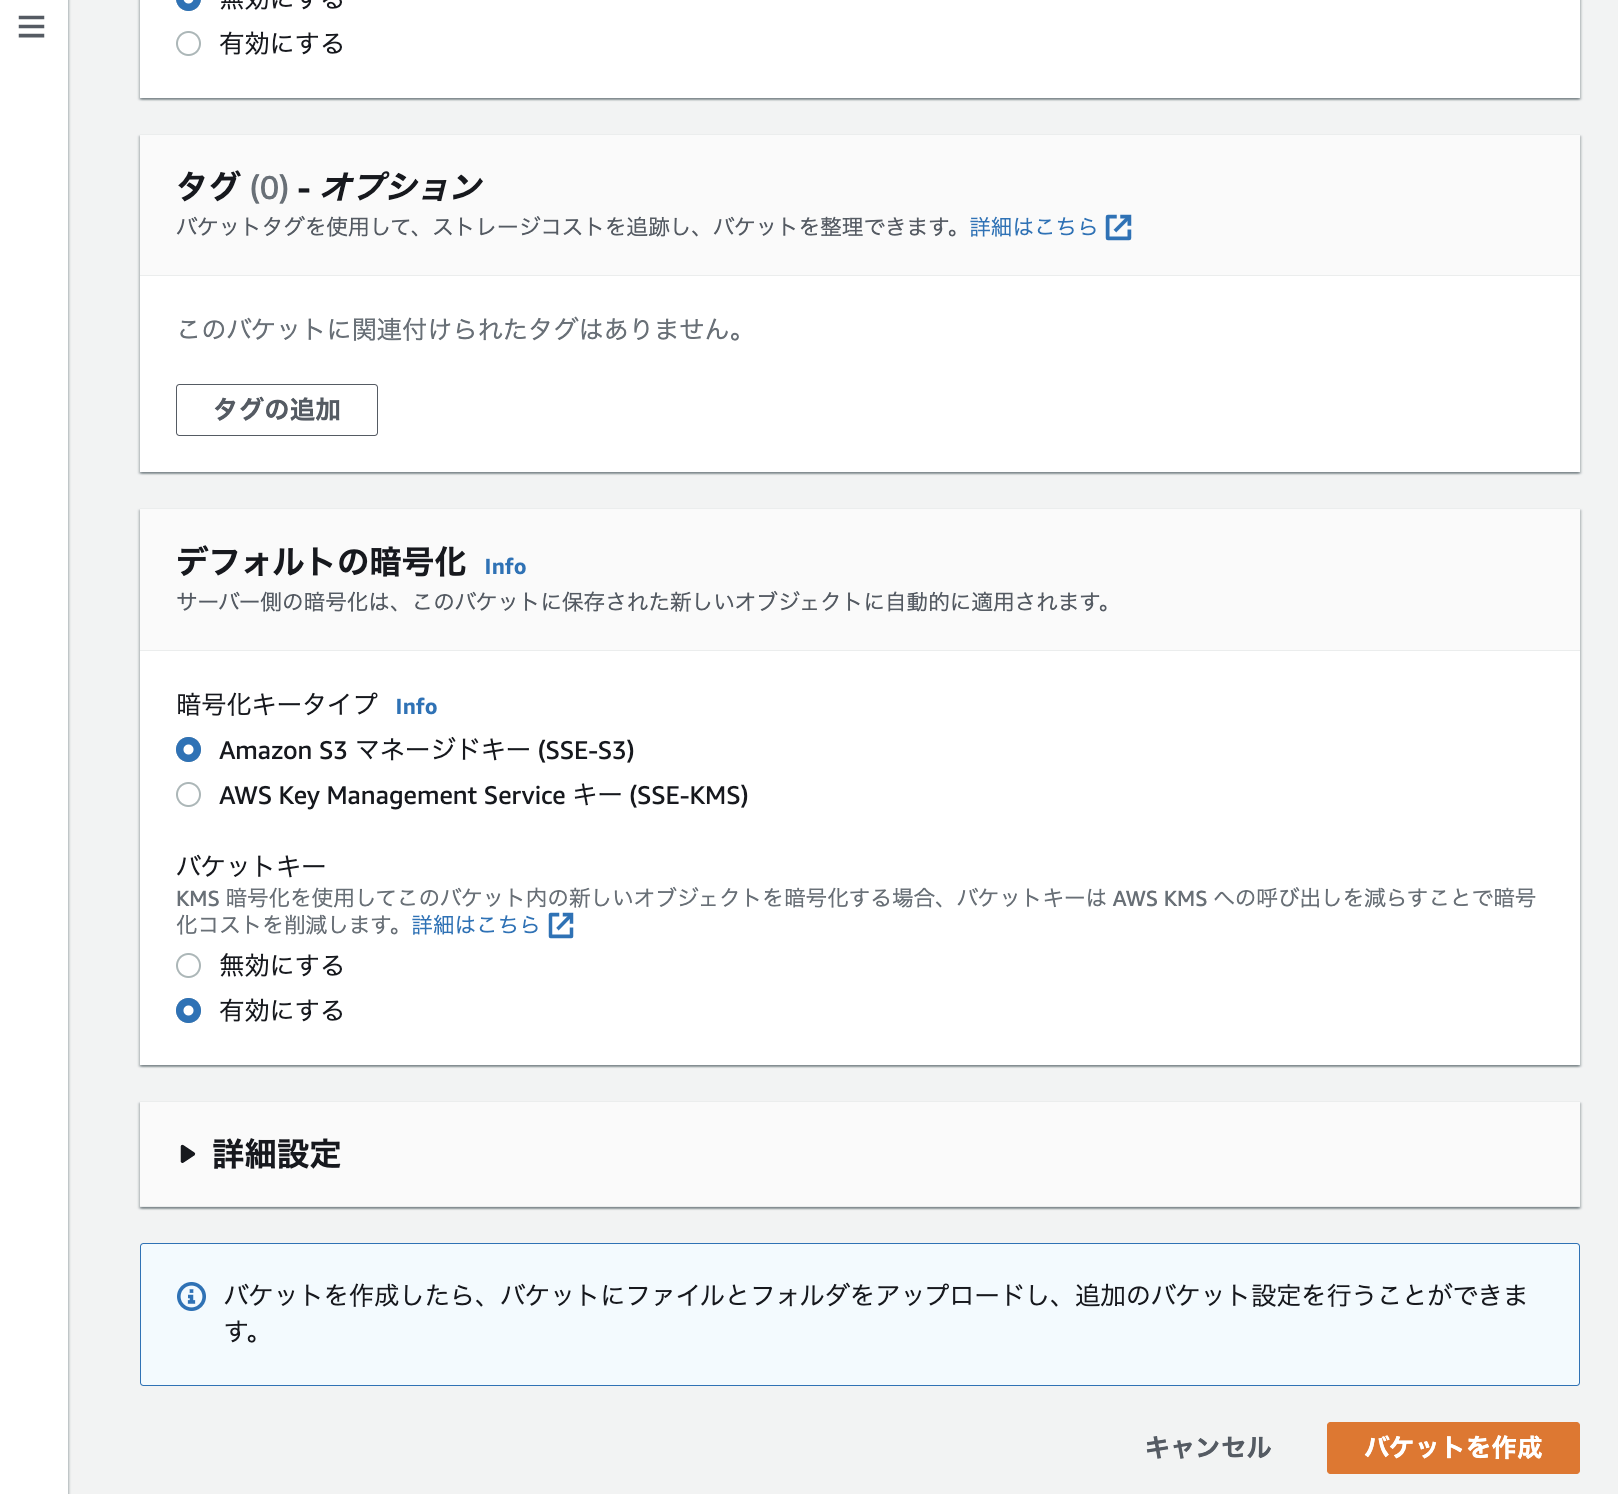 無効にする
有効にする
タグ (0) - オプション
バケットタグを使用して、ストレージコストを追跡し、バケットを整理できます。詳細はこちら
このバケットに関連付けられたタグはありません。
タグの追加
デフォルトの暗号化 Info
サーバー側の暗号化は、このバケットに保存された新しいオブジェクトに自動的に適用されます。
暗号化キータイプ Info
Amazon S3 マネージドキー (SSE-S3)
AWS Key Management Service キー (SSE-KMS)
バケットキー
KMS 暗号化を使用してこのバケット内の新しいオブジェクトを暗号化する場合、バケットキーは AWS KMS への呼び出しを減らすことで暗号
化コストを削減します。詳細はこちら
無効にする
有効にする
詳細設定
バケットを作成したら、バケットにファイルとフォルダをアップロードし、追加のバケット設定を行うことができま
す。
キャンセル
バケットを作成